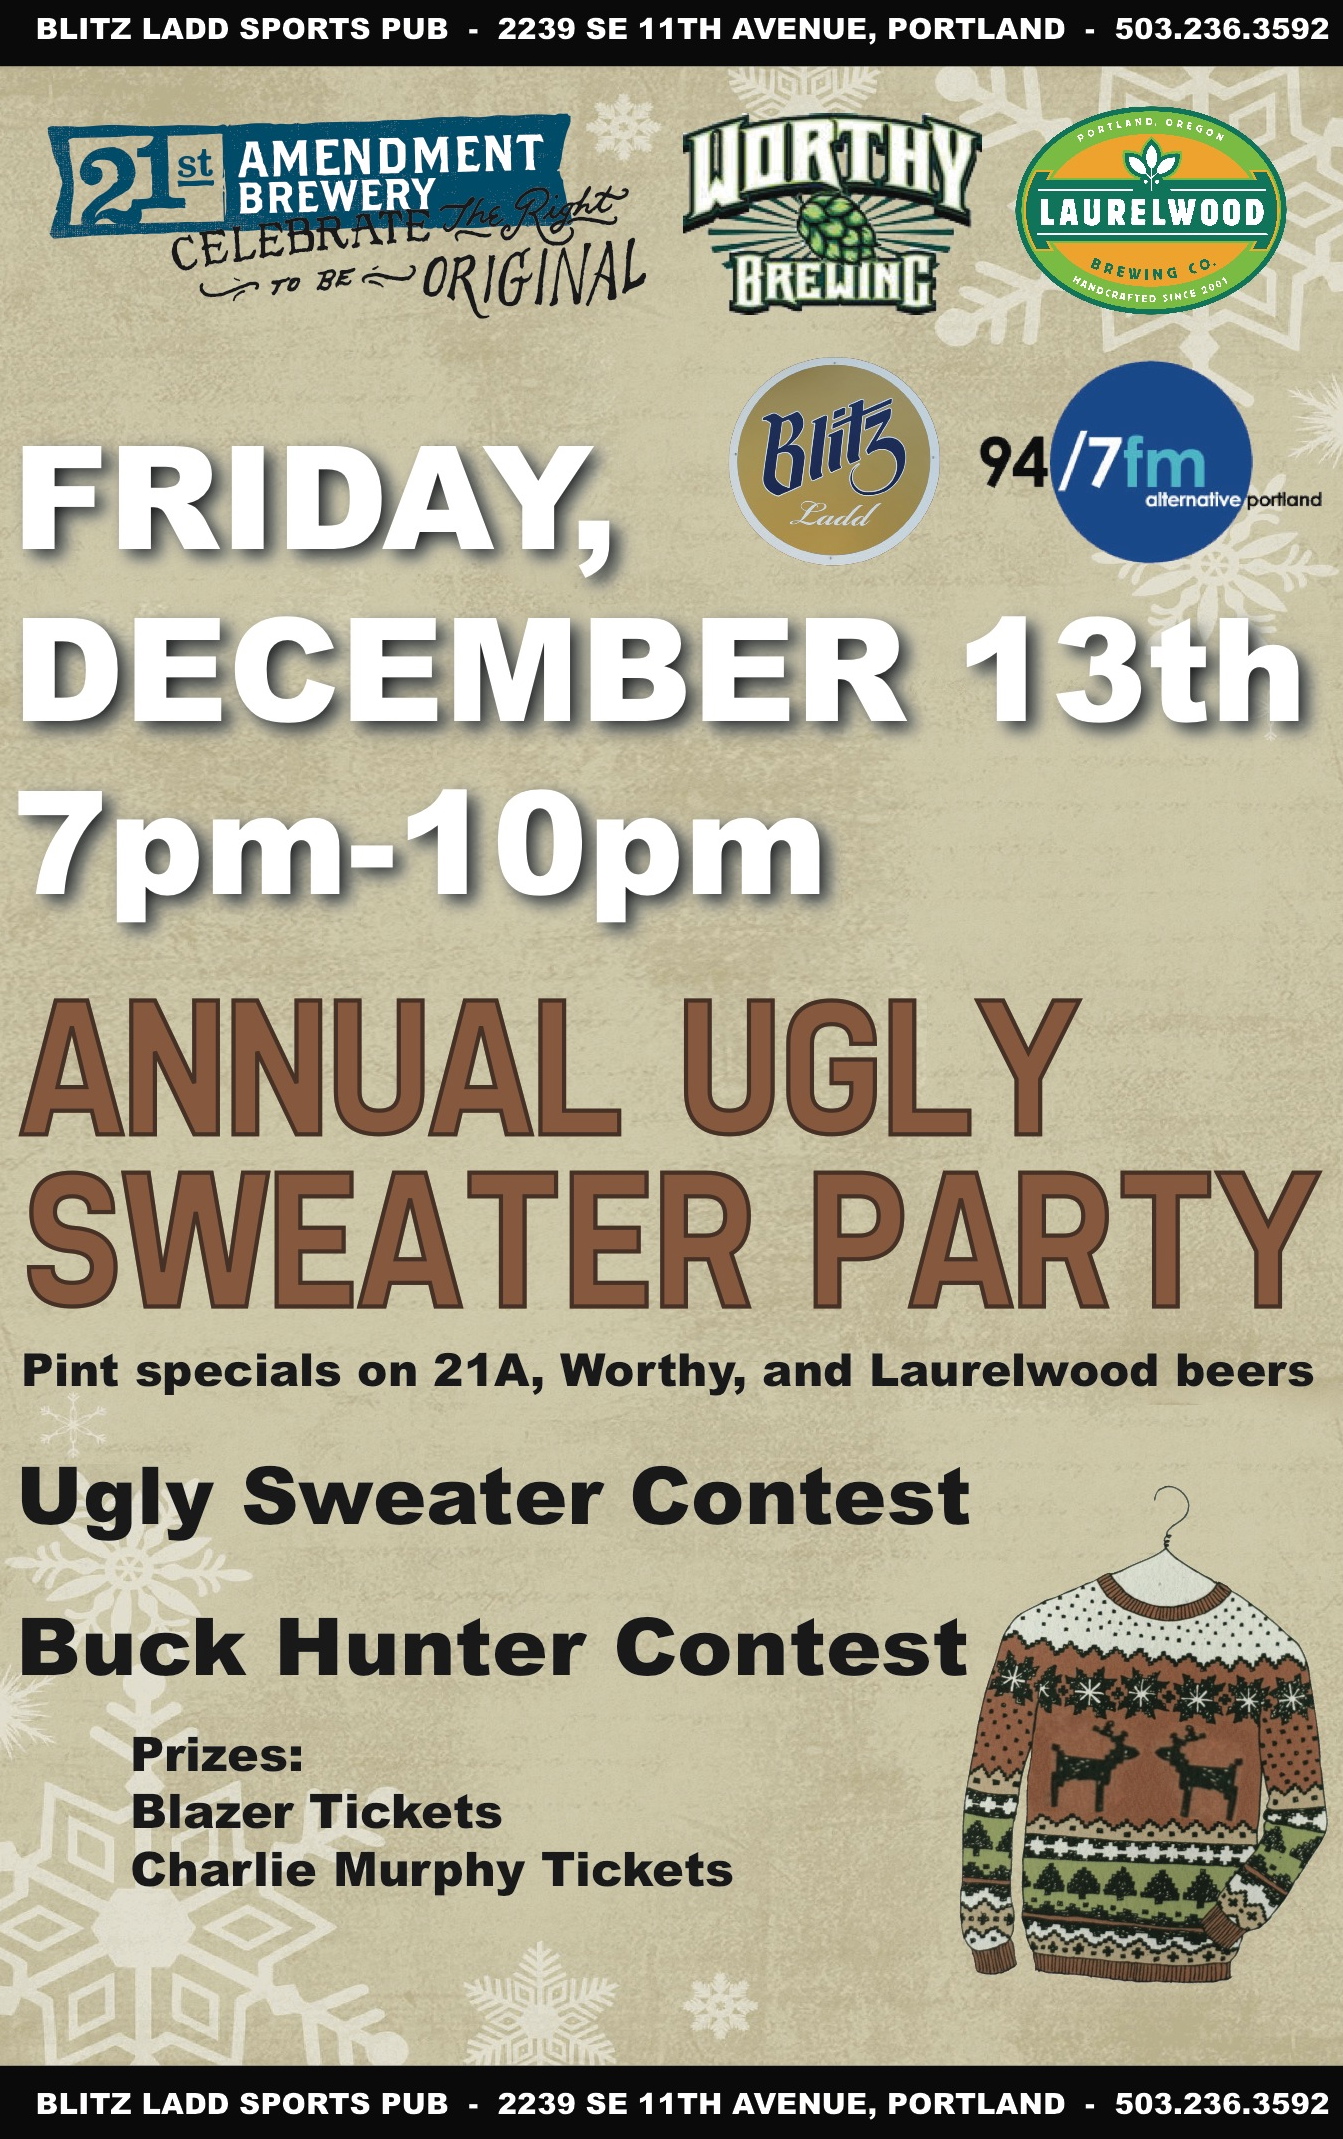 BLITZ LADD SPORTS PUB - 2239 SE 11TH AVENUE, PORTLAND - 503.236.3592
21st AMENDMENT
BREWERY
CELEBRATE The Right
TO BE ORIGINAL
WORTHY
BREWING
PORTLAND, OREGON
LAURELWOOD
BREWING CO.
HANDCRAFTED SINCE 2001
Blitz
Ladd
94/7fm
alternative portland
FRIDAY,
DECEMBER 13th
7pm-10pm
ANNUAL UGLY
SWEATER PARTY
Pint specials on 21A, Worthy, and Laurelwood beers
Ugly Sweater Contest
Buck Hunter Contest
Prizes:
Blazer Tickets
Charlie Murphy Tickets
BLITZ LADD SPORTS PUB - 2239 SE 11TH AVENUE, PORTLAND - 503.236.3592